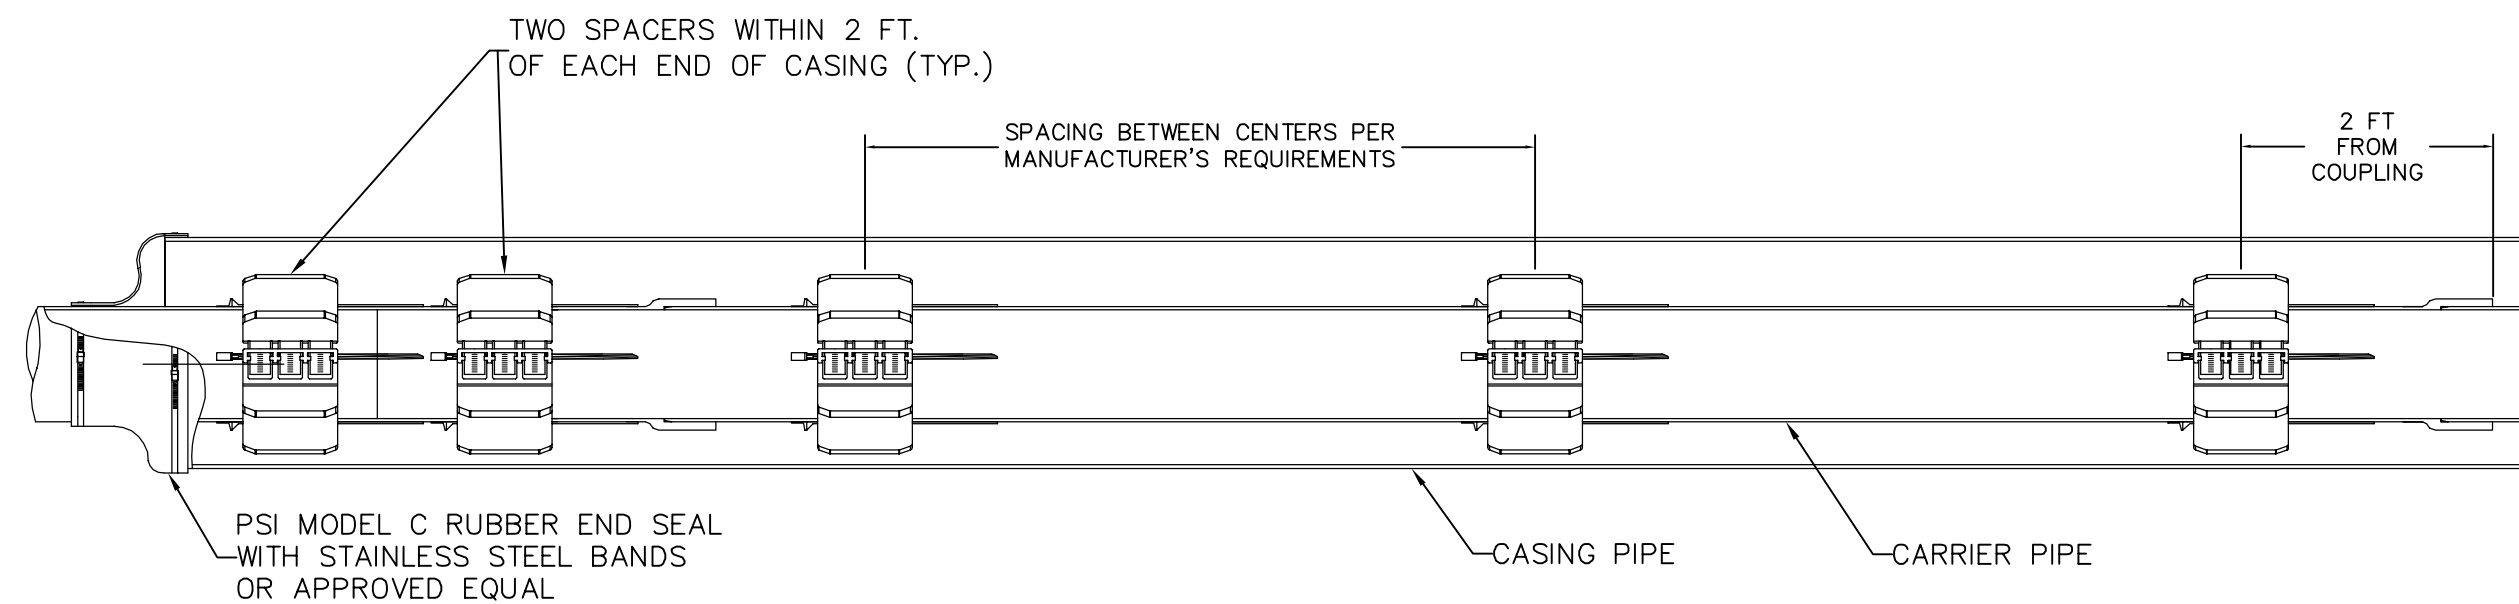 TWO SPACERS WITHIN 2 FT.
OF EACH END OF CASING (TYP.)
SPACING BETWEEN CENTERS PER
MANUFACTURER'S REQUIREMENTS
2 FT
FROM
COUPLING
PSI MODEL C RUBBER END SEAL
WITH STAINLESS STEEL BANDS
OR APPROVED EQUAL
CASING PIPE
CARRIER PIPE